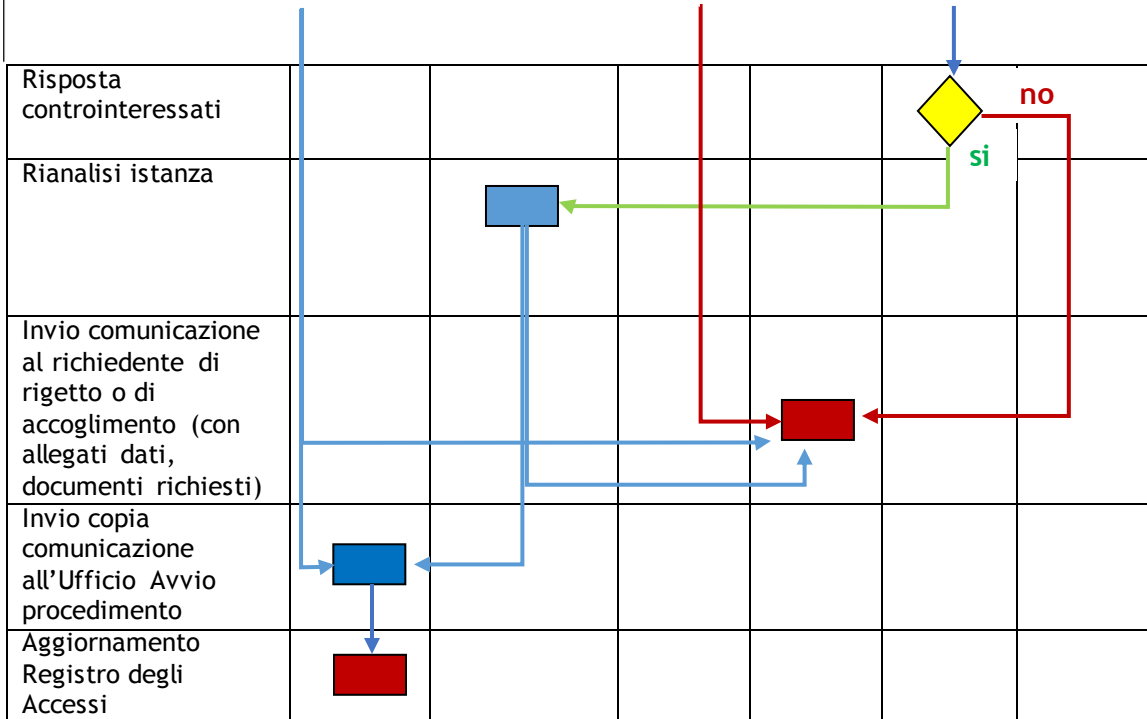 Risposta
controinteressati
no
si
Rianalisi istanza
Invio comunicazione
al richiedente di
rigetto o di
accoglimento (con
allegati dati,
documenti richiesti)
Invio copia
comunicazione
all'Ufficio Avvio
procedimento
Aggiornamento
Registro degli
Accessi